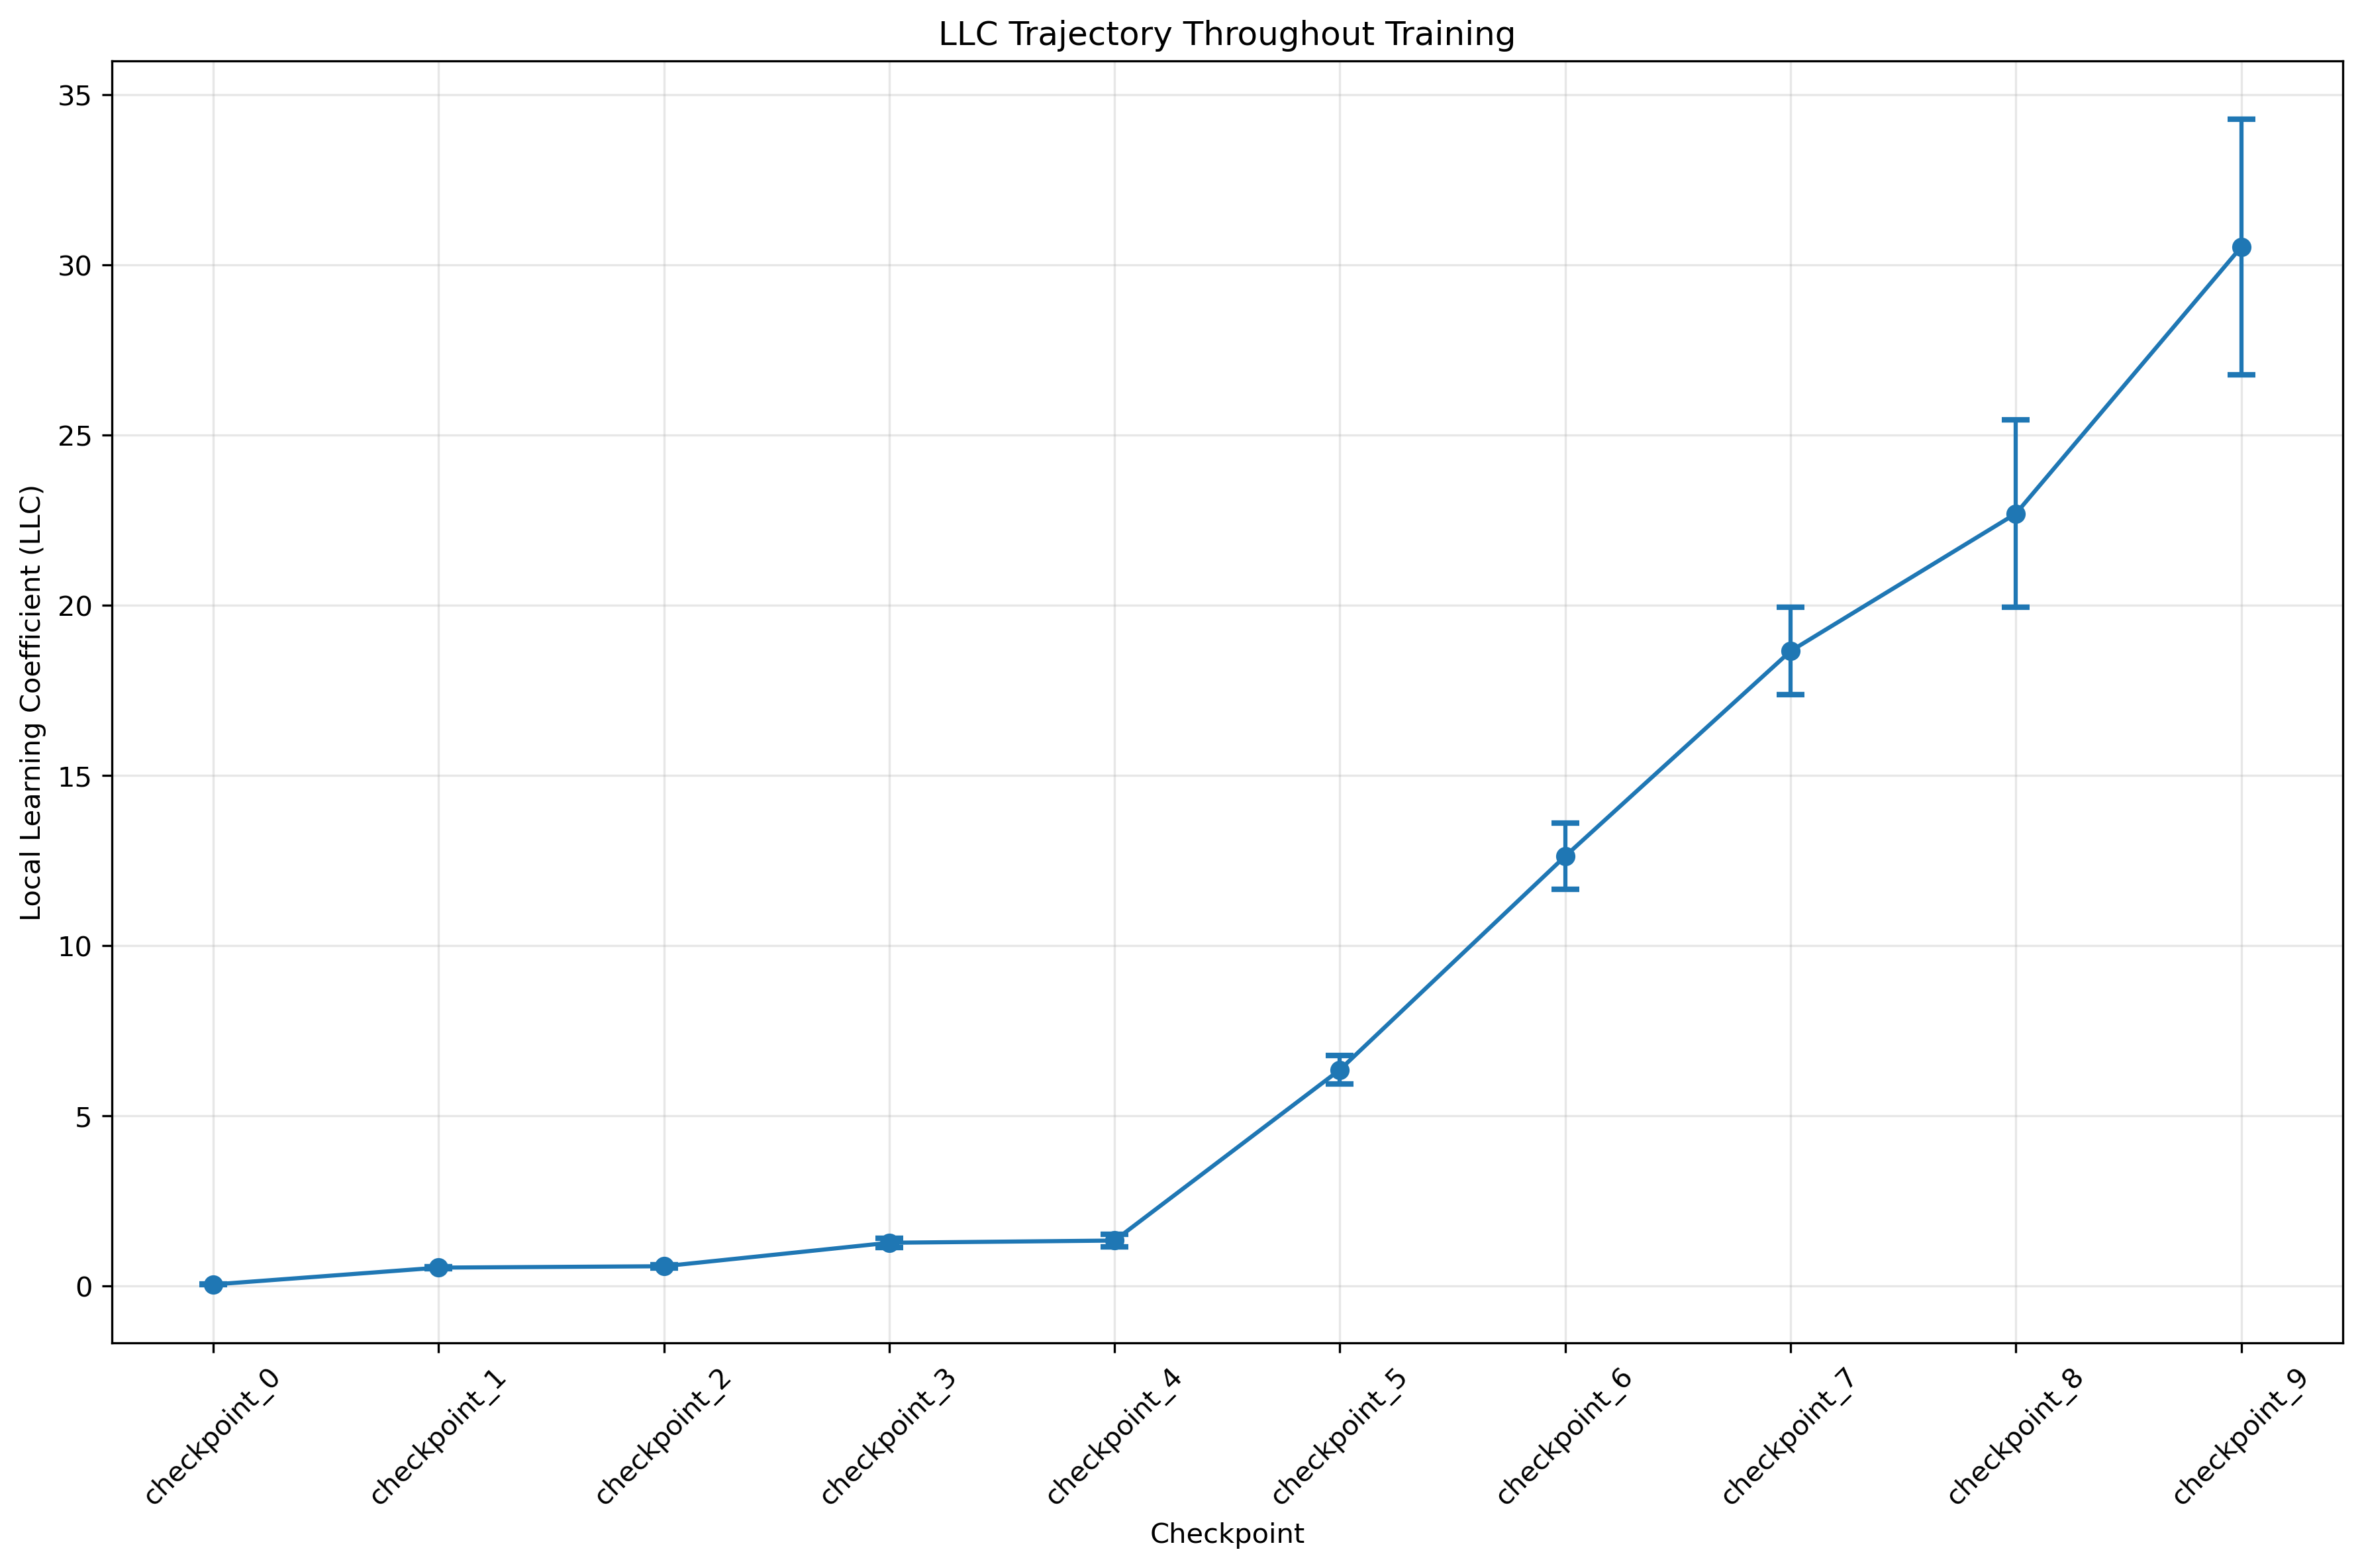 LLC Trajectory Throughout Training
Local Learning Coefficient (LLC)
35
30
25
20
15
10
5
0
checkpoint_0
checkpoint_1
checkpoint_2
checkpoint_3
checkpoint_4
checkpoint_5
checkpoint_6
checkpoint_7
checkpoint_8
checkpoint_9
Checkpoint